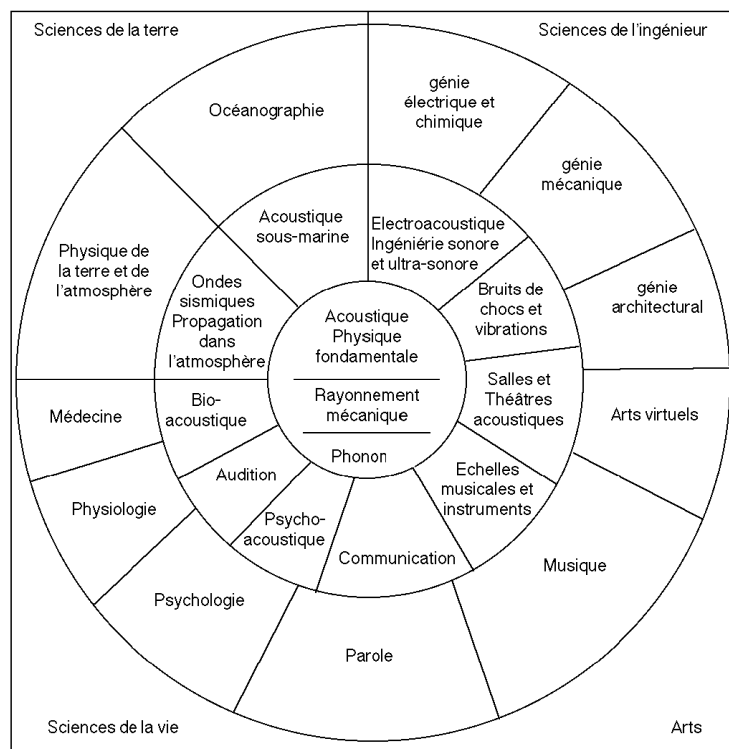 Sciences de la terre
Sciences de l'ingénieur
Océanographie
génie
électrique et
chimique
génie
mécanique
Physique de
la terre et de
l'atmosphère
Acoustique
sous-marine
Electroacoustique
Ingéniérie sonore
et ultra-sonore
génie
architectural
Ondes
sismiques
Propagation
dans
l'atmosphère
Bruits de
chocs et
vibrations
Acoustique
Physique
fondamentale
Rayonnement
mécanique
Phonon
Médecine
Bio-
acoustique
Salles et
Théâtres
acoustiques
Arts virtuels
Physiologie
Audition
Echelles
musicales et
instruments
Psycho-
acoustique
Communication
Musique
Psychologie
Parole
Sciences de la vie
Arts